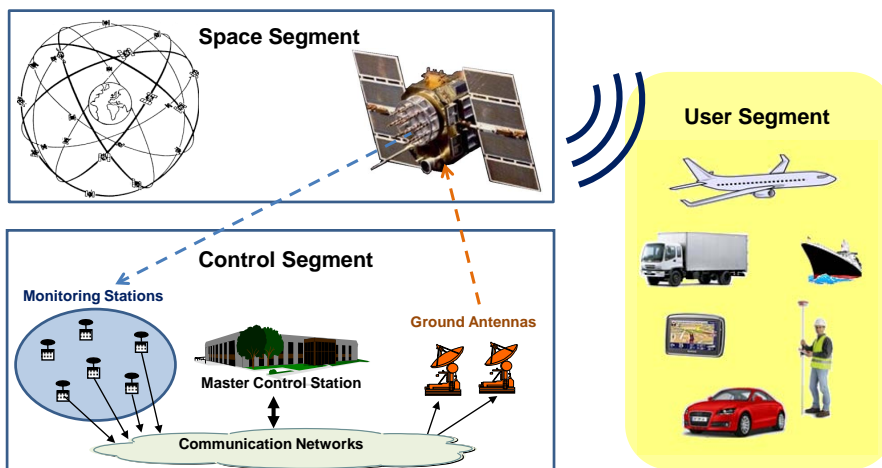 Space Segment
User Segment
Control Segment
Monitoring Stations
Ground Antennas
Master Control Station
Communication Networks